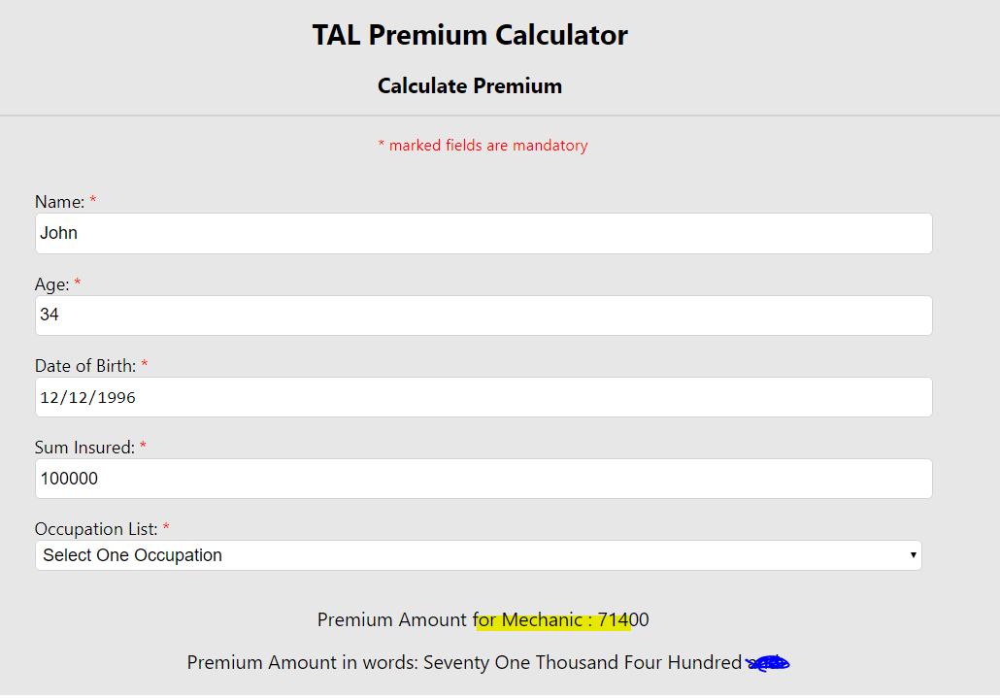 TAL Premium Calculator
Calculate Premium
* marked fields are mandatory
Name: *
John
Age: *
34
Date of Birth: *
12/12/1996
Sum Insured: *
100000
Occupation List: *
Select One Occupation
Premium Amount for Mechanic : 71400
Premium Amount in words: Seventy One Thousand Four Hundred